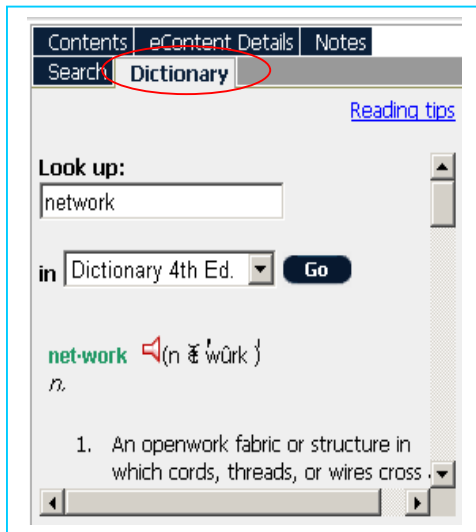 Contents eContent Details Notes
Search Dictionary
Reading tips
Look up:
network
in Dictionary 4th Ed. Go
net·work (n ĕ wûrk )
n.
1. An openwork fabric or structure in
which cords, threads, or wires cross